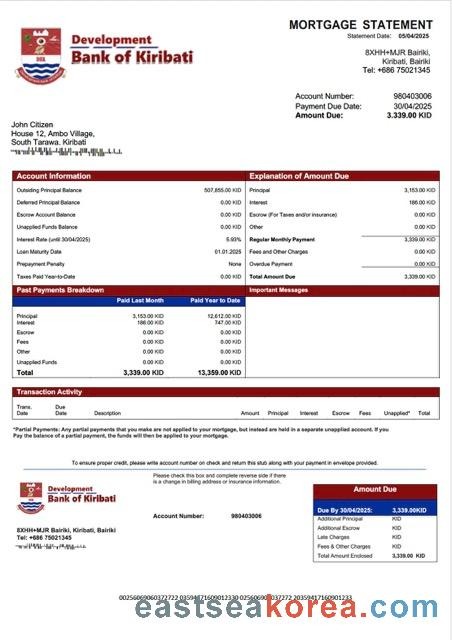 Development
Bank of Kiribati
MORTGAGE STATEMENT
Statement Date: 05/04/2025
8XHH+MJR Bairiki,
Kiribati, Bairiki
Tel: +686 75021345
Account Number: 980403006
Payment Due Date: 30/04/2025
Amount Due: 3.339.00 KID
John Citizen
House 12, Ambo Village,
South Tarawa, Kiribati
Account Information
Outsiding Principal Balance 507,855.00 KID
Deferred Principal Balance 0.00 KID
Escrow Account Balance 0.00 KID
Unapplied Funds Balance 0.00 KID
Interest Rate (until 30/04/2025) 5.93%
Loan Maturity Date 01.01.2025
Prepayment Penalty None
Taxes Paid Year-to-Date 0.00 KID
Explanation of Amount Due
Principal 3,153.00 KID
Interest 186.00 KID
Escrow (For Taxes and/or insurance) 0.00 KID
Other 0.00 KID
Regular Monthly Payment 3,339.00 KID
Fees and Other Charges 0.00 KID
Overdue Payment 0.00 KID
Total Amount Due 3,339.00 KID
Past Payments Breakdown
Paid Last Month Paid Year to Date
Principal 3,153.00 KID 12,612.00 KID
Interest 186.00 KID 747.00 KID
Escrow 0.00 KID 0.00 KID
Fees 0.00 KID 0.00 KID
Other 0.00 KID 0.00 KID
Unapplied Funds 0.00 KID 0.00 KID
Total 3,339.00 KID 13,359.00 KID
Important Messages
Transaction Activity
Trans. Date Due Date Description Amount Principal Interest Escrow Fees Unapplied* Total
*Partial Payments: Any partial payments that you make are not applied to your mortgage, but instead are held in a separate unapplied account. If you
Pay the balance of a partial payment, the funds will then be applied to your mortgage.
To ensure proper credit, please write account number on check and return this stub along with your payment in envelope provided.
Development
Bank of Kiribati
Please check this box and complete reverse side if there
is a change in billing address or insurance information.
Account Number: 980403006
8XHH+MJR Bairiki, Kiribati, Bairiki
Tel: +686 75021345
Amount Due
Due By 30/04/2025: 3,339.00KID
Additional Principal KID
Additional Escrow KID
Late Charges KID
Fees & Other Charges KID
Total Amount Enclosed 3,339.00 KID
eastseakorea.com